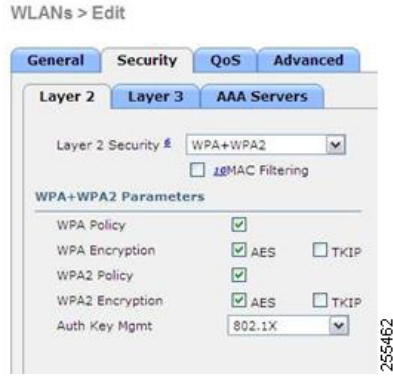 WLANs > Edit
General Security QoS Advanced
Layer 2 Layer 3 AAA Servers
Layer 2 Security 6 WPA+WPA2
10MAC Filtering
WPA+WPA2 Parameters
WPA Policy
WPA Encryption AES TKIP
WPA2 Policy
WPA2 Encryption AES TKIP
Auth Key Mgmt 802.1X
255462